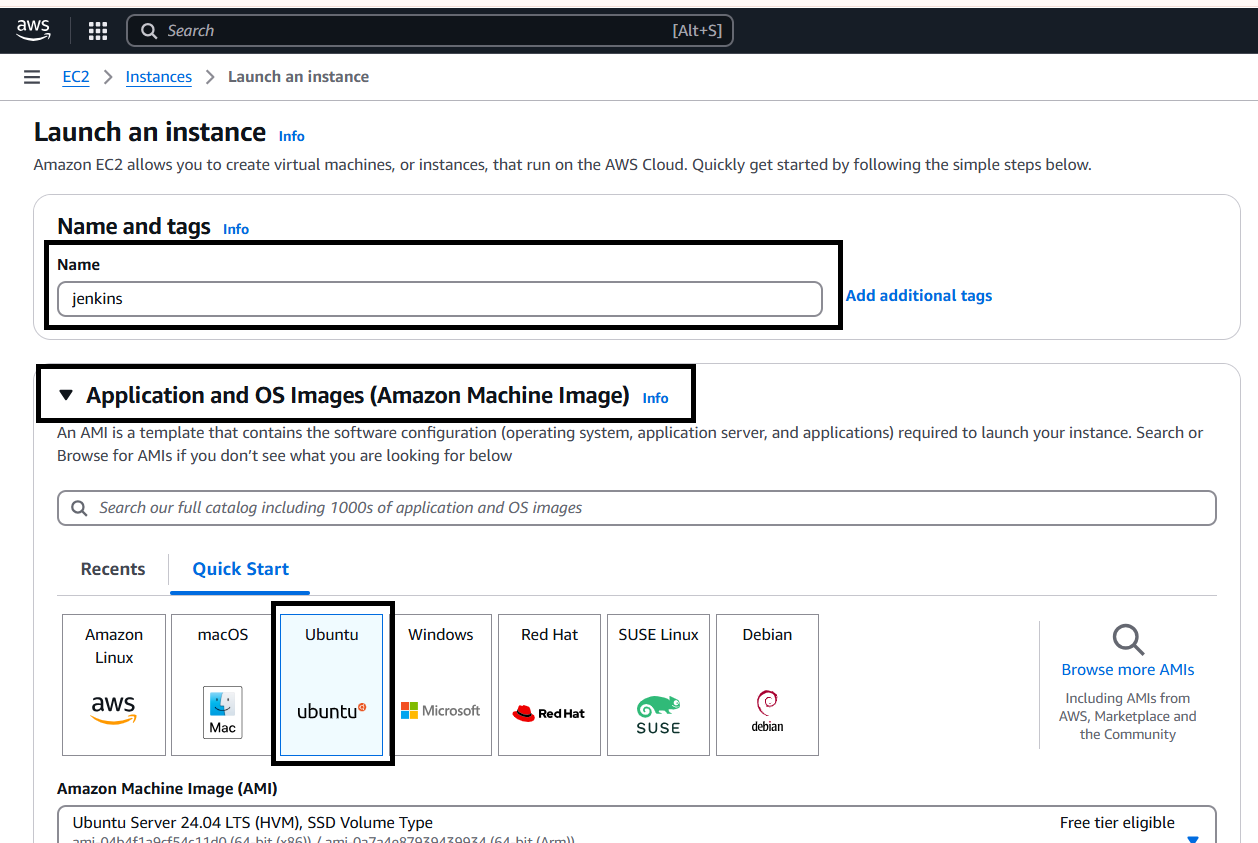 aws
Search [Alt+S]
EC2 Instances Launch an instance
Launch an instance Info
Amazon EC2 allows you to create virtual machines, or instances, that run on the AWS Cloud. Quickly get started by following the simple steps below.
Name and tags Info
Name
jenkins
Add additional tags
Application and OS Images (Amazon Machine Image) Info
An AMI is a template that contains the software configuration (operating system, application server, and applications) required to launch your instance. Search or
Browse for AMIs if you don’t see what you are looking for below
Search our full catalog including 1000s of application and OS images
Recents Quick Start
Amazon
Linux
aws
macOS
Mac
Ubuntu
ubuntu
Windows
Microsoft
Red Hat
Red Hat
SUSE Linux
SUSE
Debian
debian
Browse more AMIs
Including AMIs from
AWS, Marketplace and
the Community
Amazon Machine Image (AMI)
Ubuntu Server 24.04 LTS (HVM), SSD Volume Type Free tier eligible
(64-bit (x86)) / (64-bit (Arm))